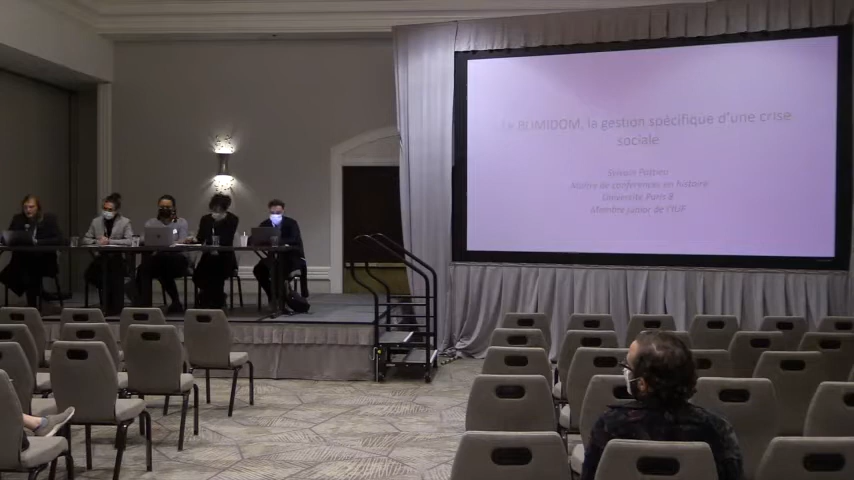 Le BUMIDOM, la gestion spécifique d'une crise
sociale
Sylvain Pattieu
Maître de conférences en histoire
Université Paris 8
Membre junior de l'IUF